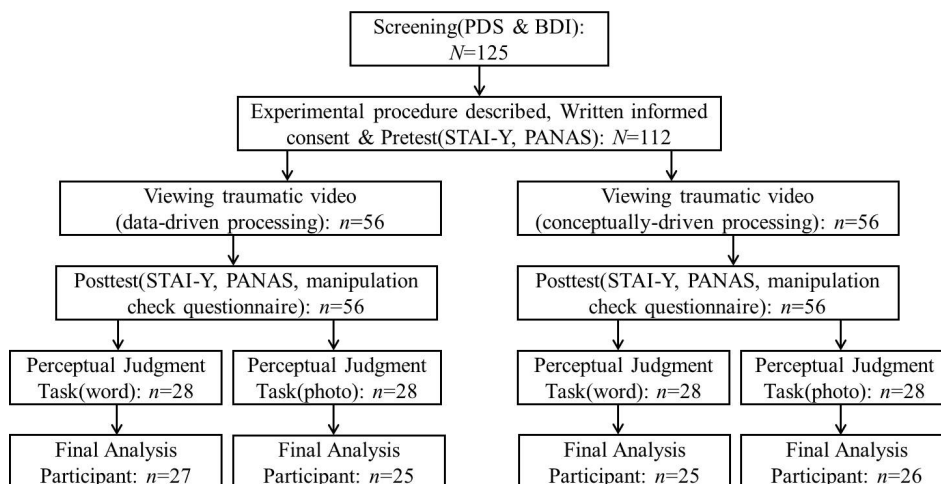 Screening(PDS & BDI):
N=125
Experimental procedure described, Written informed
consent & Pretest(STAI-Y, PANAS): N=112
Viewing traumatic video
(data-driven processing): n=56
Viewing traumatic video
(conceptually-driven processing): n=56
Posttest(STAI-Y, PANAS, manipulation
check questionnaire): n=56
Posttest(STAI-Y, PANAS, manipulation
check questionnaire): n=56
Perceptual Judgment
Task(word): n=28
Perceptual Judgment
Task(photo): n=28
Perceptual Judgment
Task(word): n=28
Perceptual Judgment
Task(photo): n=28
Final Analysis
Participant: n=27
Final Analysis
Participant: n=25
Final Analysis
Participant: n=25
Final Analysis
Participant: n=26